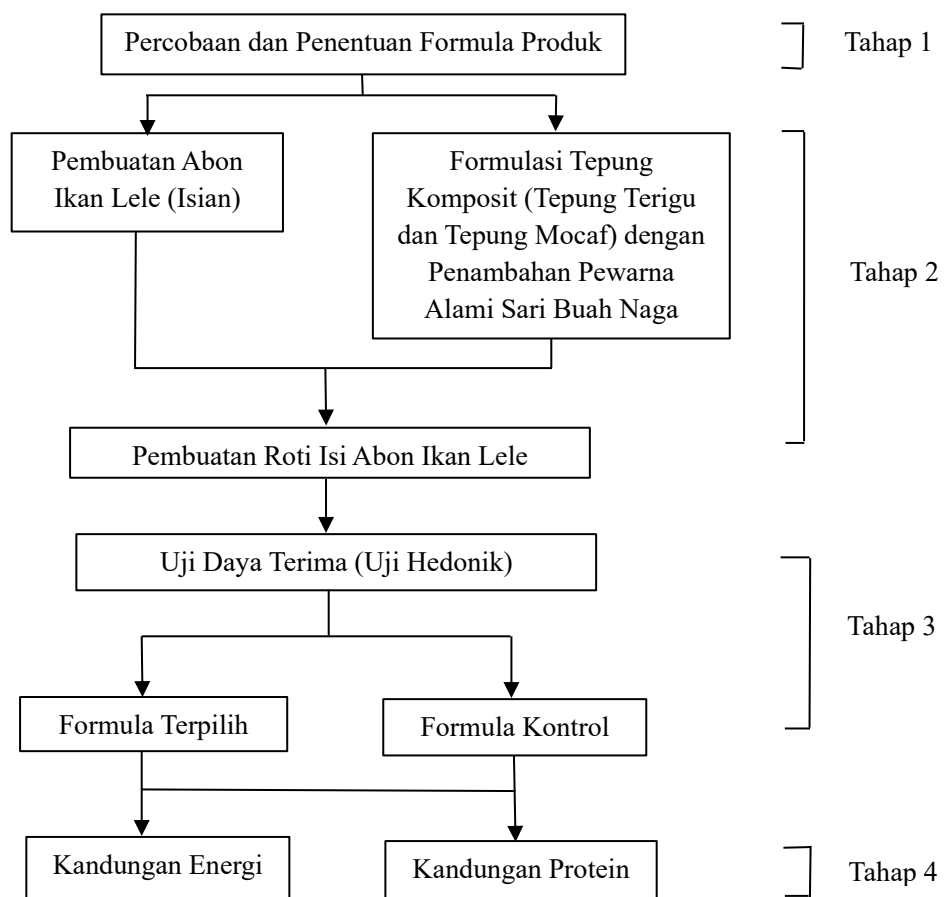 Percobaan dan Penentuan Formula Produk
Tahap 1
Pembuatan Abon
Ikan Lele (Isian)
Formulasi Tepung
Komposit (Tepung Terigu
dan Tepung Mocaf) dengan
Penambahan Pewarna
Alami Sari Buah Naga
Tahap 2
Pembuatan Roti Isi Abon Ikan Lele
Uji Daya Terima (Uji Hedonik)
Tahap 3
Formula Terpilih
Formula Kontrol
Kandungan Energi
Kandungan Protein
Tahap 4